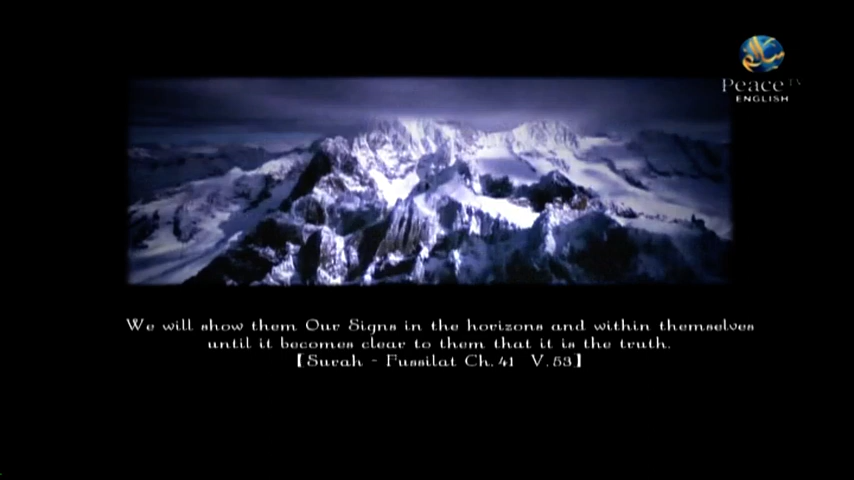 سلام
Peace TV
ENGLISH
We will show them Our Signs in the horizons and within themselves
until it becomes clear to them that it is the truth.
[Surah - Fussilat Ch.41 V.53]